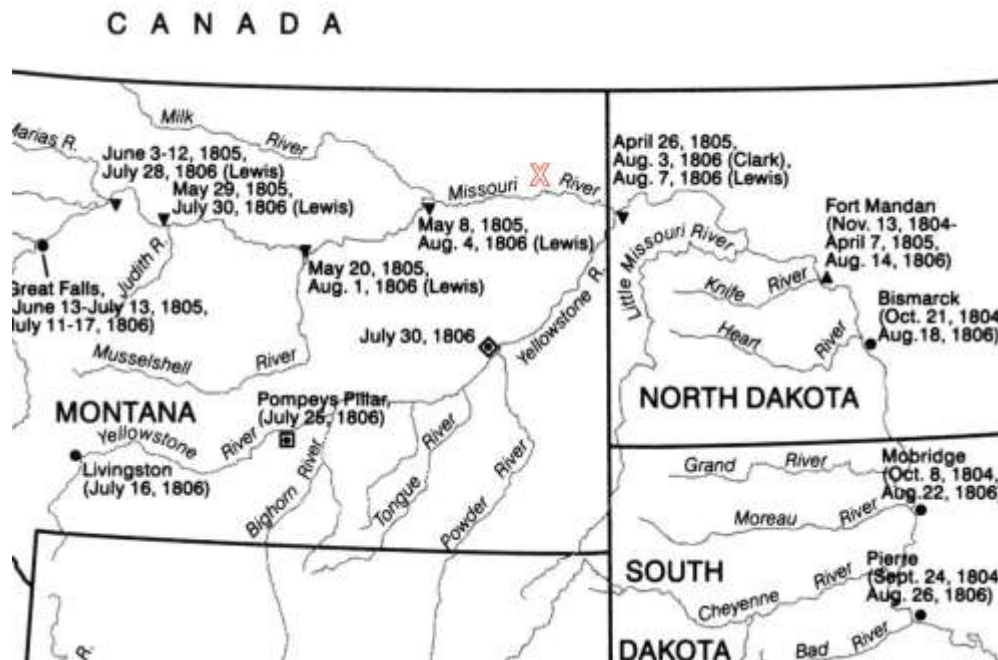 CANADA
Milk
River
Marias R.
June 3-12, 1805,
July 28, 1806 (Lewis)
May 29, 1805,
July 30, 1806 (Lewis)
Missouri
X
River
April 26, 1805,
Aug. 3, 1806 (Clark),
Aug. 7, 1806 (Lewis)
May 8, 1805,
Aug. 4, 1806 (Lewis)
Fort Mandan
(Nov. 13, 1804-
April 7, 1805,
Aug. 14, 1806)
Judith R.
May 20, 1805,
Aug. 1, 1806 (Lewis)
Great Falls,
June 13-July 13, 1805,
July 11-17, 1806)
Little Missouri River
Knife
River
Bismarck
(Oct. 21, 1804
Aug.18, 1806)
Heart
River
Yellowstone R.
July 30, 1806
Musselshell
River
MONTANA
Pompeys Pillar,
(July 25, 1806)
NORTH DAKOTA
Yellowstone
River
Livingston
(July 16, 1806)
Bighorn River
Tongue
River
Powder
River
Grand
River
Mobridge
(Oct. 8, 1804,
Aug.22, 1806)
Moreau
River
SOUTH
DAKOTA
Cheyenne
River
Pierre
(Sept. 24, 1804
Aug. 26, 1806)
Bad
River
R.